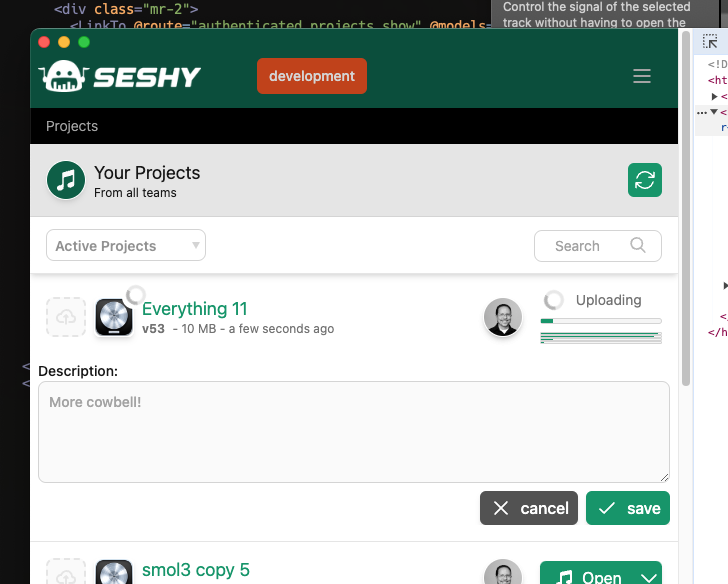 <div class="mr-2">
<LinkTo @route="authenticated.projects.show" @models=
Control the signal of the selected
track without having to open the
SESHY
development
Projects
Your Projects
From all teams
Active Projects
Search
Everything 11
v53 - 10 MB - a few seconds ago
Uploading
Description:
More cowbell!
cancel
save
smol3 copy 5
Open
<!D
<ht
<
<
r
</
</h
<
<